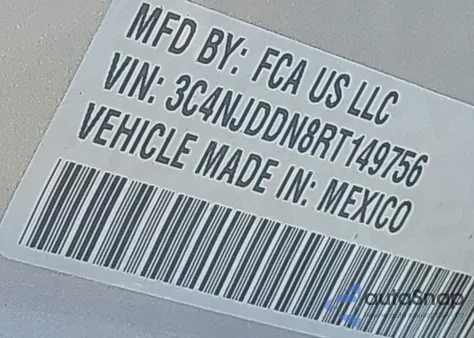 MFD BY: FCA US LLC
VIN: 3C4NJDDN8RT149756
VEHICLE MADE IN: MEXICO
autoSnap